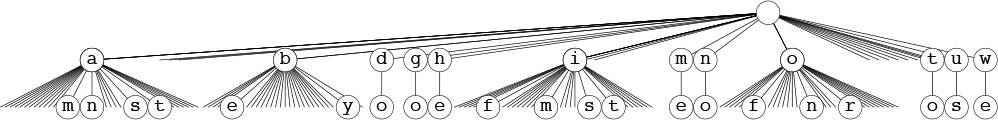 a b d g h i m n o t u w
m n s t e y o o e f m s t e o f n r o s e